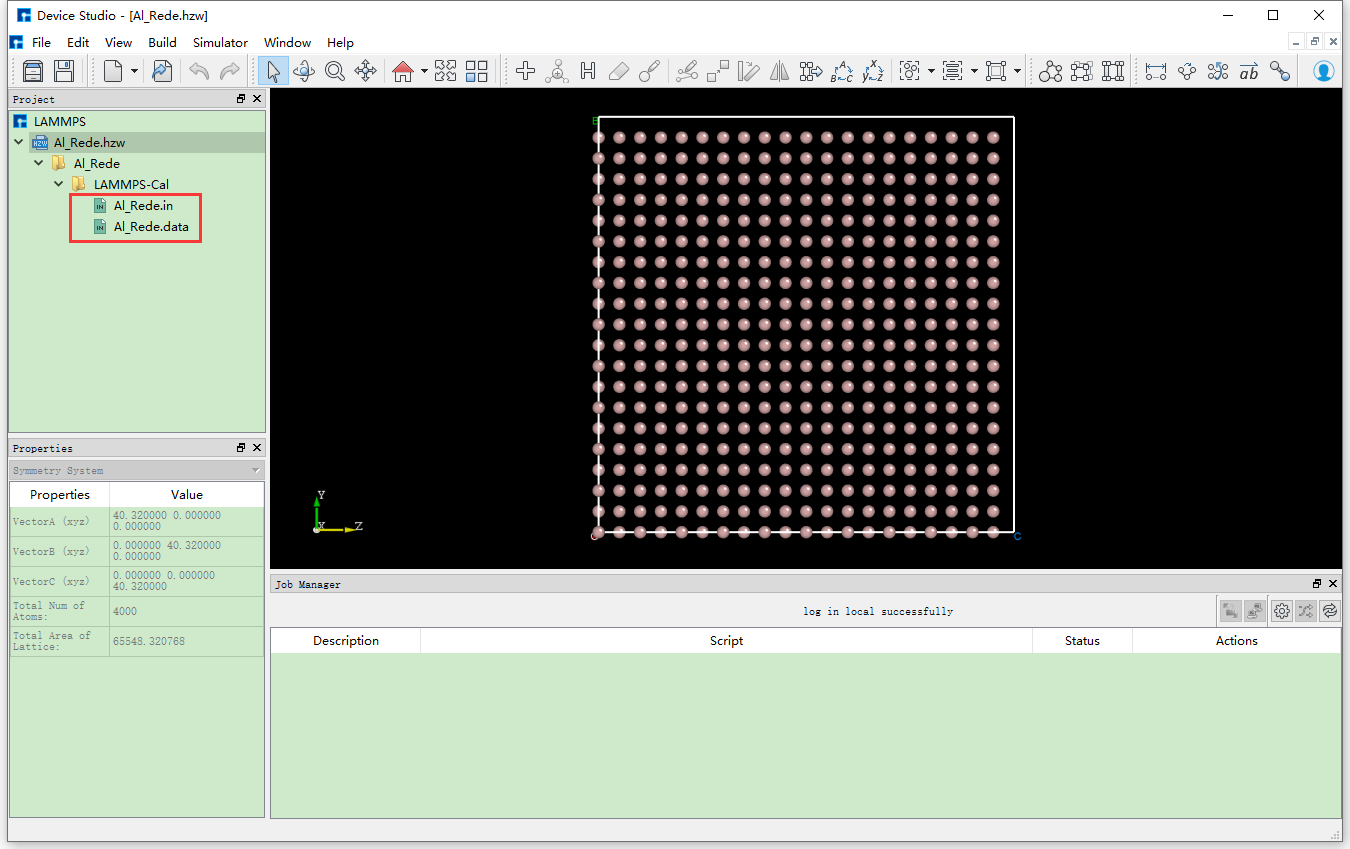 Device Studio - [Al_Rede.hzw]
File Edit View Build Simulator Window Help
Project
LAMMPS
Al_Rede.hzw
Al_Rede
LAMMPS-Cal
Al_Rede.in
Al_Rede.data
Properties
Symmetry System
Properties Value
VectorA (xyz) 40.320000 0.000000
0.000000
VectorB (xyz) 0.000000 40.320000
0.000000
VectorC (xyz) 0.000000 0.000000
40.320000
Total Num of
Atoms: 4000
Total Area of
Lattice: 65548.320768
B
Y
X Z
C
Job Manager
log in local successfully
Description Script Status Actions